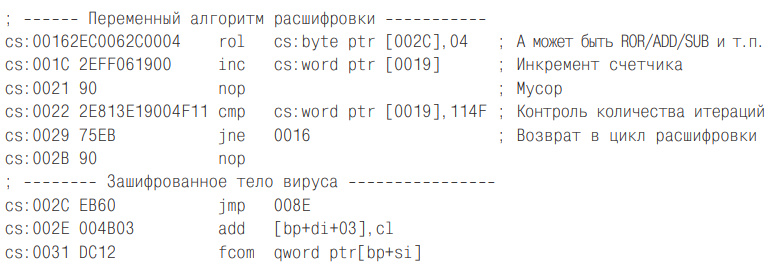 ; ------ Переменный алгоритм расшифровки -----------
cs:00162EC0062C0004 rol cs:byte ptr [002C],04 ; А может быть ROR/ADD/SUB и т.п.
cs:001C 2EFF061900 inc cs:word ptr [0019] ; Инкремент счетчика
cs:0021 90 nop ; Мусор
cs:0022 2E813E19004F11 cmp cs:word ptr [0019],114F ; Контроль количества итераций
cs:0029 75EB jne 0016 ; Возврат в цикл расшифровки
cs:002B 90 nop
; -------- Зашифрованное тело вируса ----------------
cs:002C EB60 jmp 008E
cs:002E 004B03 add [bp+di+03],cl
cs:0031 DC12 fcom qword ptr[bp+si]